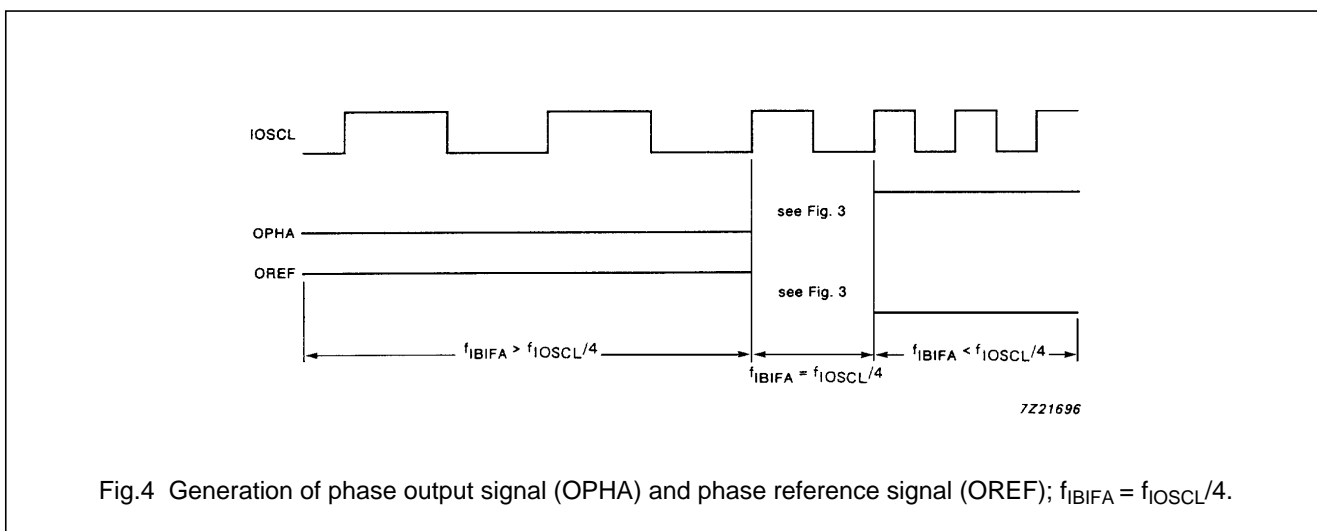 IOSCL
see Fig. 3
OPHA
OREF
see Fig. 3
fIBIFA > fIOSCL/4
fIBIFA = fIOSCL/4
fIBIFA < fIOSCL/4
7Z21696
Fig.4 Generation of phase output signal (OPHA) and phase reference signal (OREF); fIBIFA = fIOSCL/4.